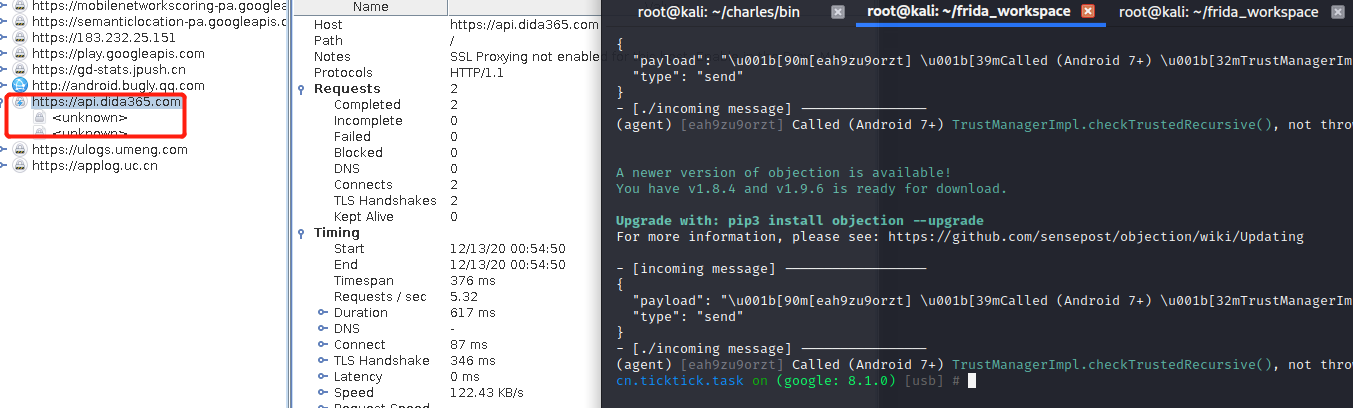 https://mobilenetworkscoring-pa.googlea
https://semanticlocation-pa.googleapis.c
https://183.232.25.151
https://play.googleapis.com
https://gd-stats.jpush.cn
http://android.bugly.qq.com
https://api.dida365.com
<unknown>
<unknown>
https://ulogs.umeng.com
https://applog.uc.cn
Name
Host https://api.dida365.com
Path /
Notes SSL Proxying not enabled
Protocols HTTP/1.1
Requests 2
Completed 2
Incomplete 0
Failed 0
Blocked 0
DNS 0
Connects 2
TLS Handshakes 2
Kept Alive 0
Timing
Start 12/13/20 00:54:50
End 12/13/20 00:54:50
Timespan 376 ms
Requests / sec 5.32
Duration 617 ms
DNS -
Connect 87 ms
TLS Handshake 346 ms
Latency 0 ms
Speed 122.43 KB/s
Request Speed
root@kali: ~/charles/bin
root@kali: ~/frida_workspace
root@kali: ~/frida_workspace
{
"payload": "\u001b[90m[eah9zu9orzt] \u001b[39mCalled (Android 7+) \u001b[32mTrustManagerIm
"type": "send"
}
- [./incoming message] ------------------
(agent) [eah9zu9orzt] Called (Android 7+) TrustManagerImpl.checkTrustedRecursive(), not thro
A newer version of objection is available!
You have v1.8.4 and v1.9.6 is ready for download.
Upgrade with: pip3 install objection --upgrade
For more information, please see: https://github.com/sensepost/objection/wiki/Updating
- [incoming message] ------------------
{
"payload": "\u001b[90m[eah9zu9orzt] \u001b[39mCalled (Android 7+) \u001b[32mTrustManagerIm
"type": "send"
}
- [./incoming message] ------------------
(agent) [eah9zu9orzt] Called (Android 7+) TrustManagerImpl.checkTrustedRecursive(), not thro
cn.ticktick.task on (google: 8.1.0) [usb] #